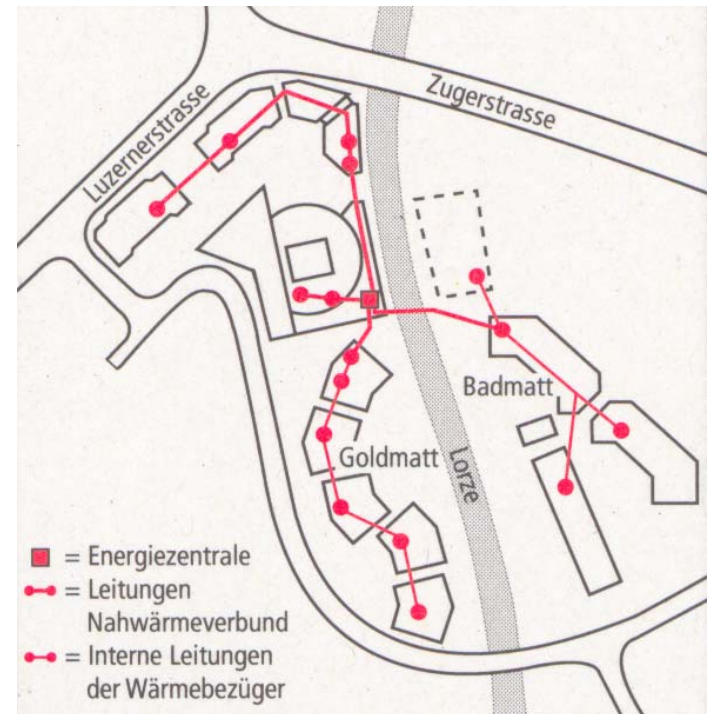 Luzernerstrasse
Zugerstrasse
Badmatt
Goldmatt
Lorze
= Energiezentrale
= Leitungen
Nahwärmeverbund
= Interne Leitungen
der Wärmebezüger